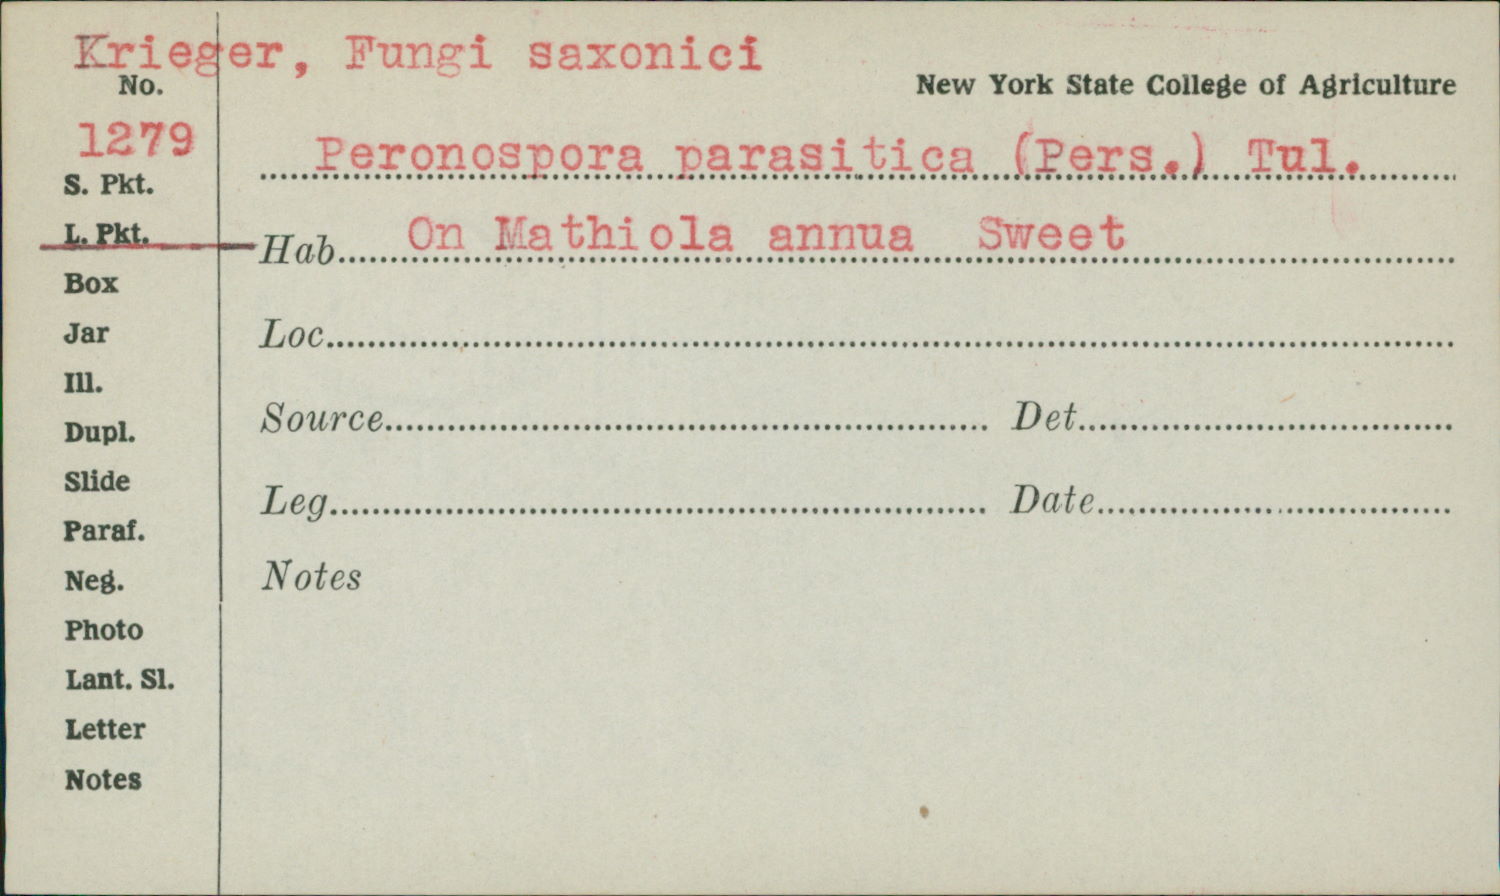 Krieger, Fungi saxonici
No.
New York State College of Agriculture
1279
Peronospora parasitica (Pers.) Tul.
S. Pkt.
L. Pkt.
Hab. On Mathiola annua Sweet
Box
Loc.
Jar
Ill.
Source Det.
Dupl.
Slide
Leg. Date
Paraf.
Neg.
Notes
Photo
Lant. Sl.
Letter
Notes